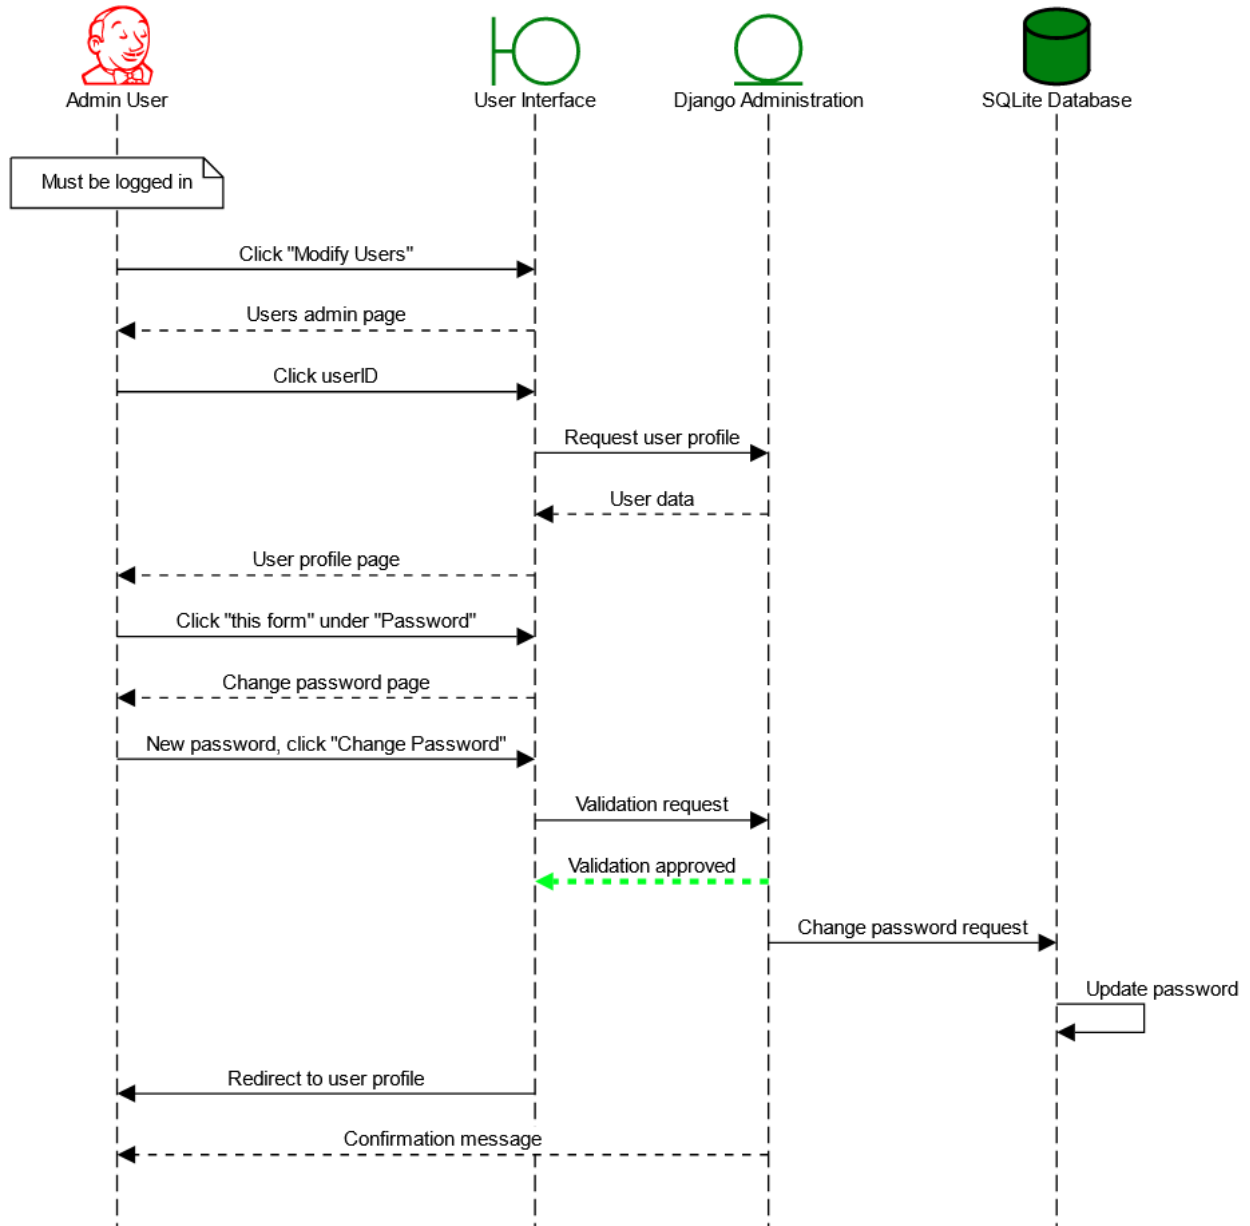 Admin User
User Interface
Django Administration
SQLite Database
Must be logged in
Click "Modify Users"
Users admin page
Click userID
Request user profile
User data
User profile page
Click "this form" under "Password"
Change password page
New password, click "Change Password"
Validation request
Validation approved
Change password request
Update password
Redirect to user profile
Confirmation message